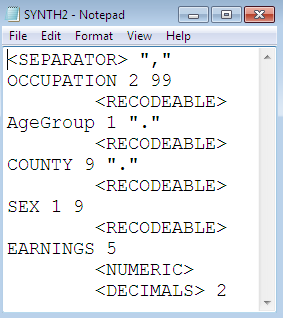 SYNTH2 - Notepad
File Edit Format View Help
<SEPARATOR> ","
OCCUPATION 2 99
<RECODEABLE>
AgeGroup 1 "."
<RECODEABLE>
COUNTY 9 "."
<RECODEABLE>
SEX 1 9
<RECODEABLE>
EARNINGS 5
<NUMERIC>
<DECIMALS> 2